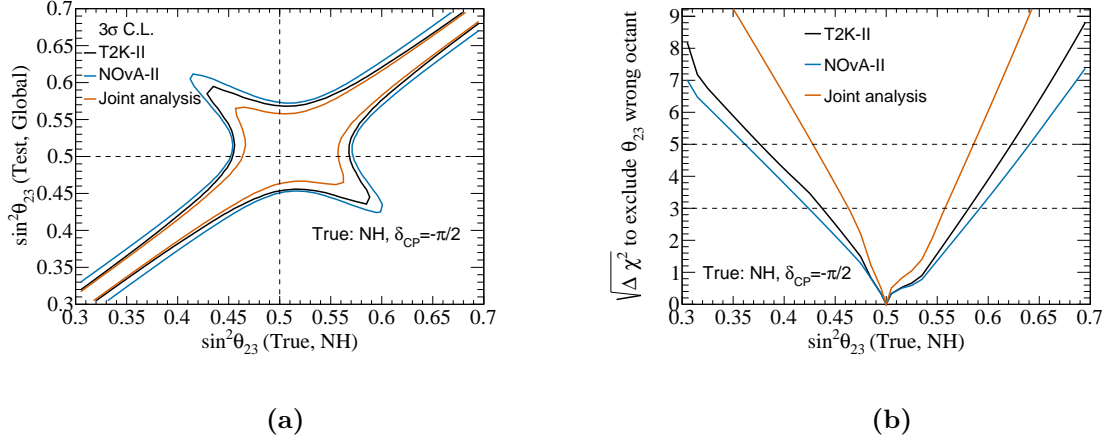 0.7
0.65
0.6
0.55
0.5
0.45
0.4
0.35
0.3
sin²θ₂₃ (Test, Global)
3σ C.L.
T2K-II
NOvA-II
Joint analysis
True: NH, δCP=-π/2
0.3 0.35 0.4 0.45 0.5 0.55 0.6 0.65 0.7
sin²θ₂₃ (True, NH)
(a)
9
8
7
6
5
4
3
2
1
0
√Δ χ² to exclude θ₂₃ wrong octant
T2K-II
NOvA-II
Joint analysis
True: NH, δCP=-π/2
0.3 0.35 0.4 0.45 0.5 0.55 0.6 0.65 0.7
sin²θ₂₃ (True, NH)
(b)